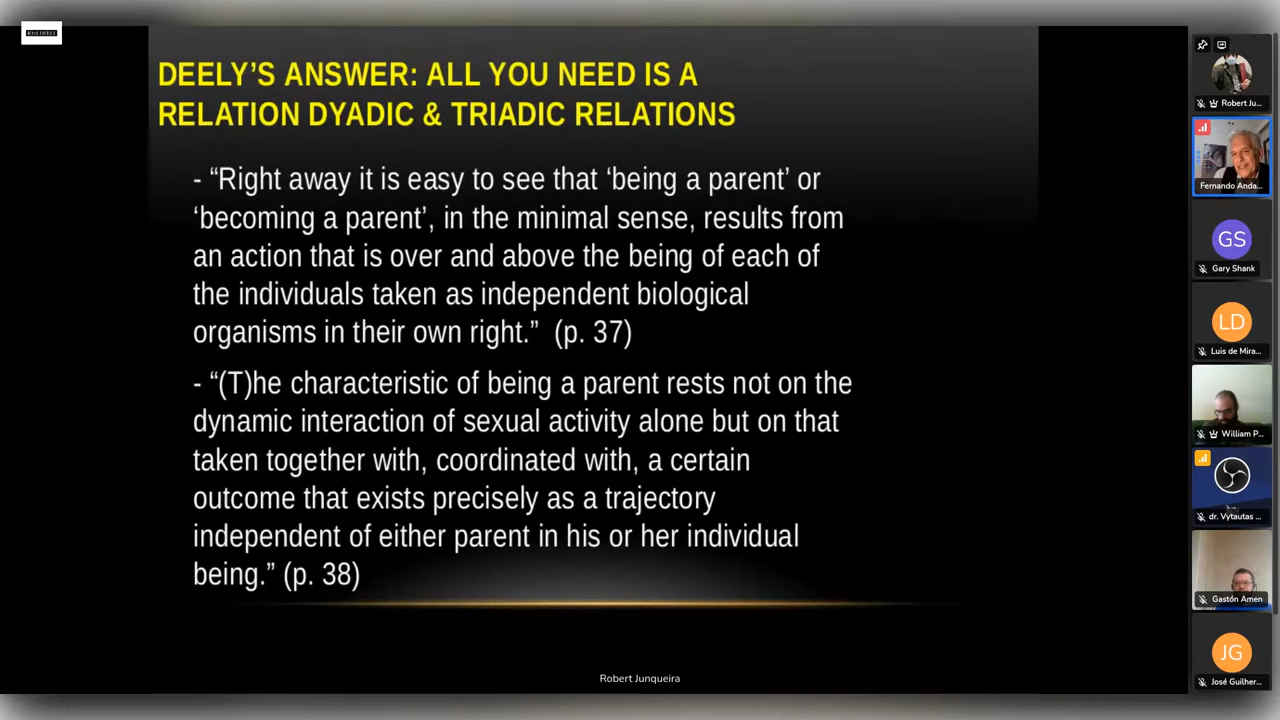 DEELY’S ANSWER: ALL YOU NEED IS A
RELATION DYADIC & TRIADIC RELATIONS
- “Right away it is easy to see that ‘being a parent’ or
‘becoming a parent’, in the minimal sense, results from
an action that is over and above the being of each of
the individuals taken as independent biological
organisms in their own right.” (p. 37)
- “(T)he characteristic of being a parent rests not on the
dynamic interaction of sexual activity alone but on that
taken together with, coordinated with, a certain
outcome that exists precisely as a trajectory
independent of either parent in his or her individual
being.” (p. 38)
Robert Junqueira
Robert Ju...
Fernando Anda...
GS
Gary Shank
LD
Luis de Mira...
William P...
dr. Vytautas ...
Gastón Amen
JG
José Guilher...